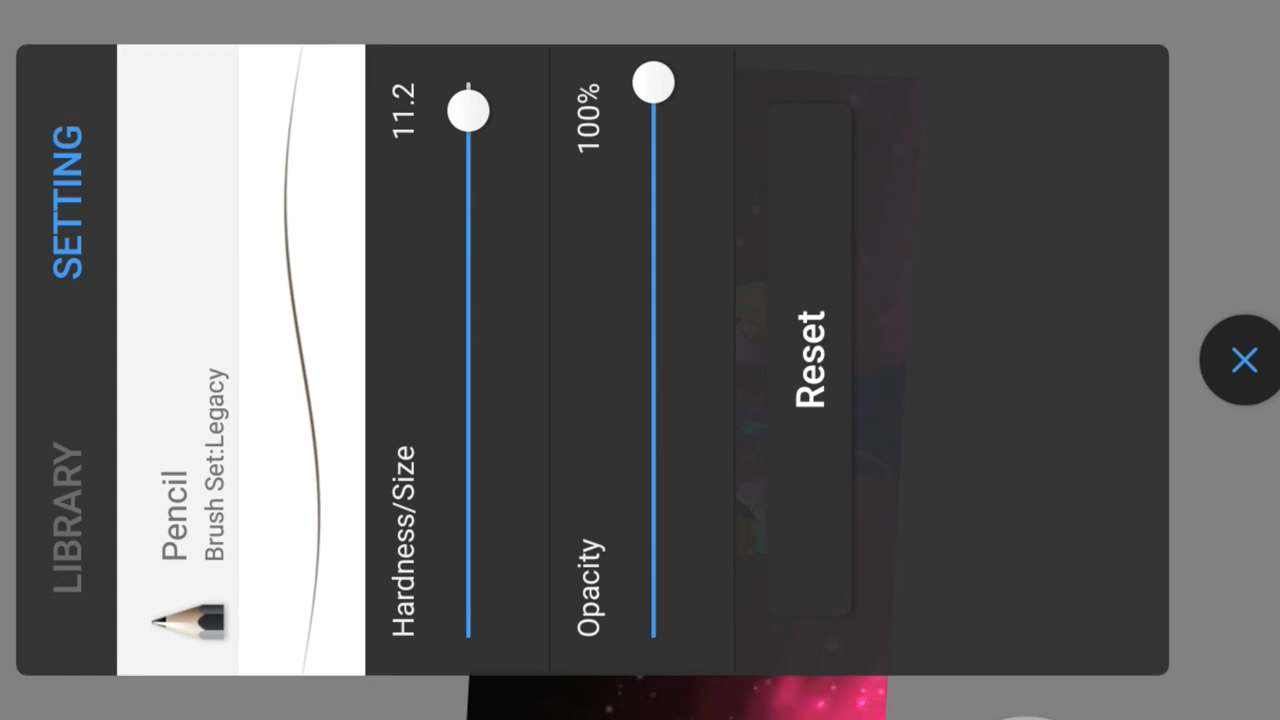 LIBRARY
SETTING
Pencil
Brush Set:Legacy
Hardness/Size
11.2
Opacity
100%
Reset